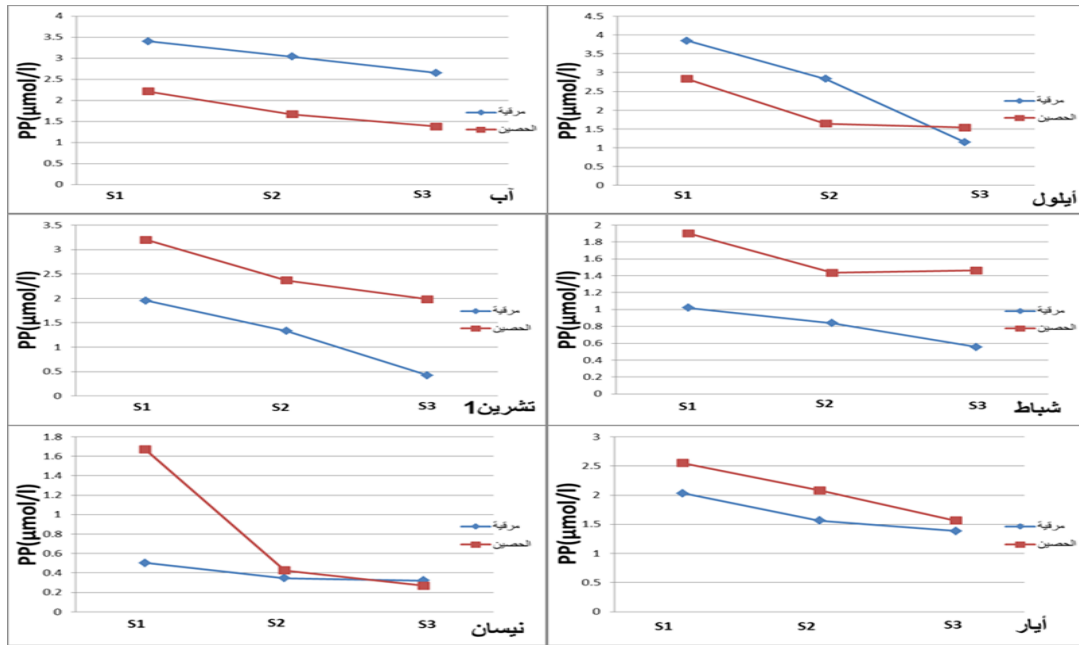 PP(µmol/l)
4
3.5
3
2.5
2
1.5
1
0.5
0
S1
S2
S3
مرقية
الحصين
آب
PP(µmol/l)
4.5
4
3.5
3
2.5
2
1.5
1
0.5
0
S1
S2
S3
مرقية
الحصين
أيلول
PP(µmol/l)
3.5
3
2.5
2
1.5
1
0.5
0
S1
S2
S3
مرقية
الحصين
تشرين1
PP(µmol/l)
2
1.8
1.6
1.4
1.2
1
0.8
0.6
0.4
0.2
0
S1
S2
S3
مرقية
الحصين
شباط
PP(µmol/l)
1.8
1.6
1.4
1.2
1
0.8
0.6
0.4
0.2
0
S1
S2
S3
مرقية
الحصين
نيسان
PP(µmol/l)
3
2.5
2
1.5
1
0.5
0
S1
S2
S3
مرقية
الحصين
أيار